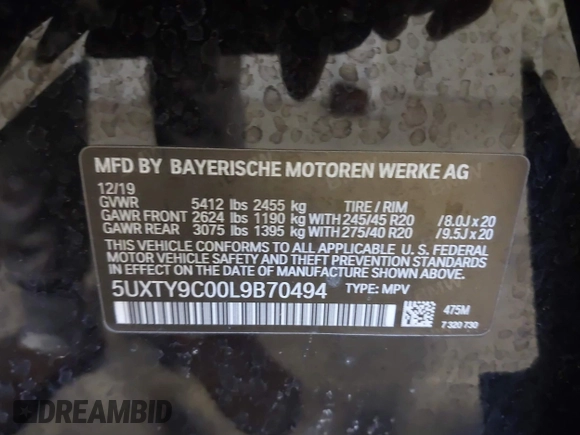 MFD BY BAYERISCHE MOTOREN WERKE AG
12/19
GVWR 5412 lbs 2455 kg TIRE / RIM
GAWR FRONT 2624 lbs 1190 kg WITH 245/45 R20 /8.0J x 20
GAWR REAR 3075 lbs 1395 kg WITH 275/40 R20 /9.5J x 20
THIS VEHICLE CONFORMS TO ALL APPLICABLE U. S. FEDERAL
MOTOR VEHICLE SAFETY AND THEFT PREVENTION STANDARDS
IN EFFECT ON THE DATE OF MANUFACTURE SHOWN ABOVE.
5UXTY9C00L9B70494 TYPE: MPV
475M
7 320 730
DREAMBID